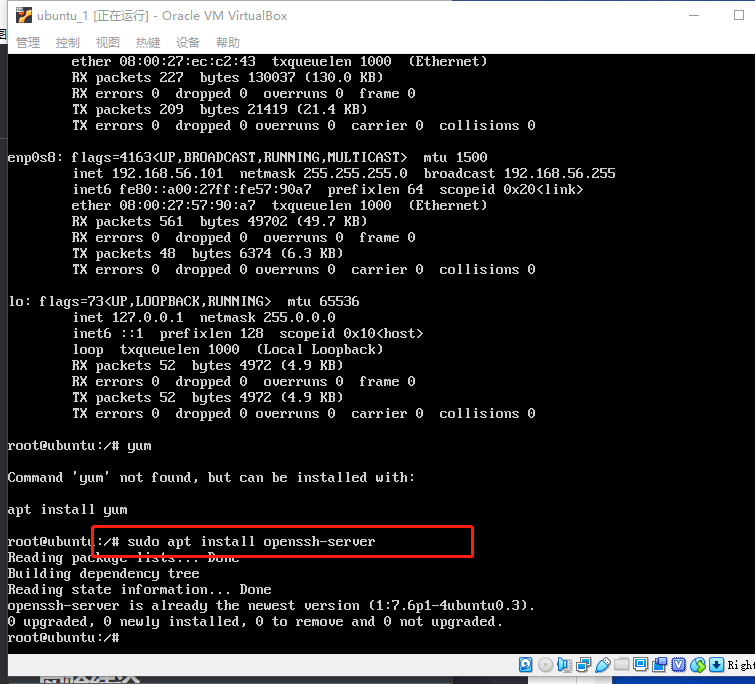 ubuntu_1 [正在运行] - Oracle VM VirtualBox
管理 控制 视图 热键 设备 帮助
ether 08:00:27:ec:c2:43  txqueuelen 1000  (Ethernet)
RX packets 227  bytes 130037 (130.0 KB)
RX errors 0  dropped 0  overruns 0  frame 0
TX packets 209  bytes 21419 (21.4 KB)
TX errors 0  dropped 0 overruns 0  carrier 0  collisions 0
enp0s8: flags=4163<UP,BROADCAST,RUNNING,MULTICAST>  mtu 1500
inet 192.168.56.101  netmask 255.255.255.0  broadcast 192.168.56.255
inet6 fe80::a00:27ff:fe57:90a7  prefixlen 64  scopeid 0x20<link>
ether 08:00:27:57:90:a7  txqueuelen 1000  (Ethernet)
RX packets 561  bytes 49702 (49.7 KB)
RX errors 0  dropped 0  overruns 0  frame 0
TX packets 48  bytes 6374 (6.3 KB)
TX errors 0  dropped 0 overruns 0  carrier 0  collisions 0
lo: flags=73<UP,LOOPBACK,RUNNING>  mtu 65536
inet 127.0.0.1  netmask 255.0.0.0
inet6 ::1  prefixlen 128  scopeid 0x10<host>
loop  txqueuelen 1000  (Local Loopback)
RX packets 52  bytes 4972 (4.9 KB)
RX errors 0  dropped 0  overruns 0  frame 0
TX packets 52  bytes 4972 (4.9 KB)
TX errors 0  dropped 0 overruns 0  carrier 0  collisions 0
root@ubuntu:/# yum
Command 'yum' not found, but can be installed with:
apt install yum
root@ubuntu:/# sudo apt install openssh-server
Reading package lists... Done
Building dependency tree
Reading state information... Done
openssh-server is already the newest version (1:7.6p1-4ubuntu0.3).
0 upgraded, 0 newly installed, 0 to remove and 0 not upgraded.
root@ubuntu:/#
Right